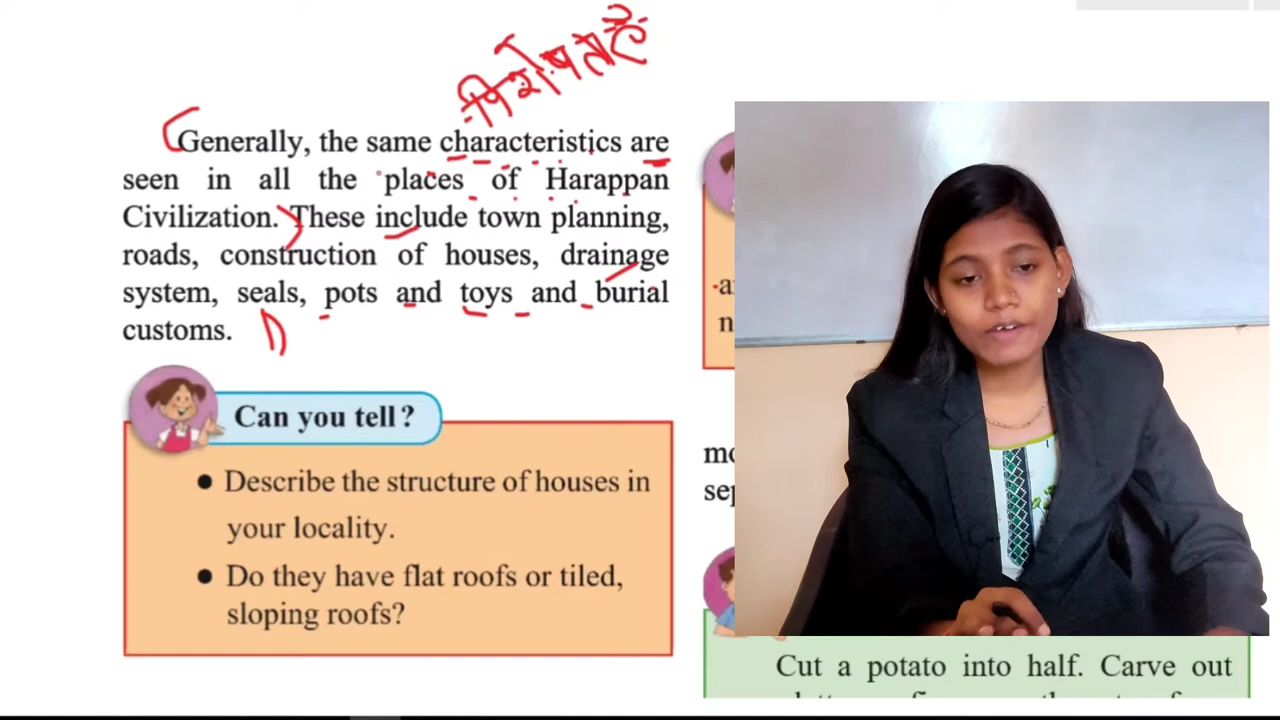 विशेषताहै
Generally, the same characteristics are
seen in all the places of Harappan
Civilization. These include town planning,
roads, construction of houses, drainage
system, seals, pots and toys and burial
customs.
Can you tell?
● Describe the structure of houses in
your locality.
● Do they have flat roofs or tiled,
sloping roofs?
Cut a potato into half. Carve out